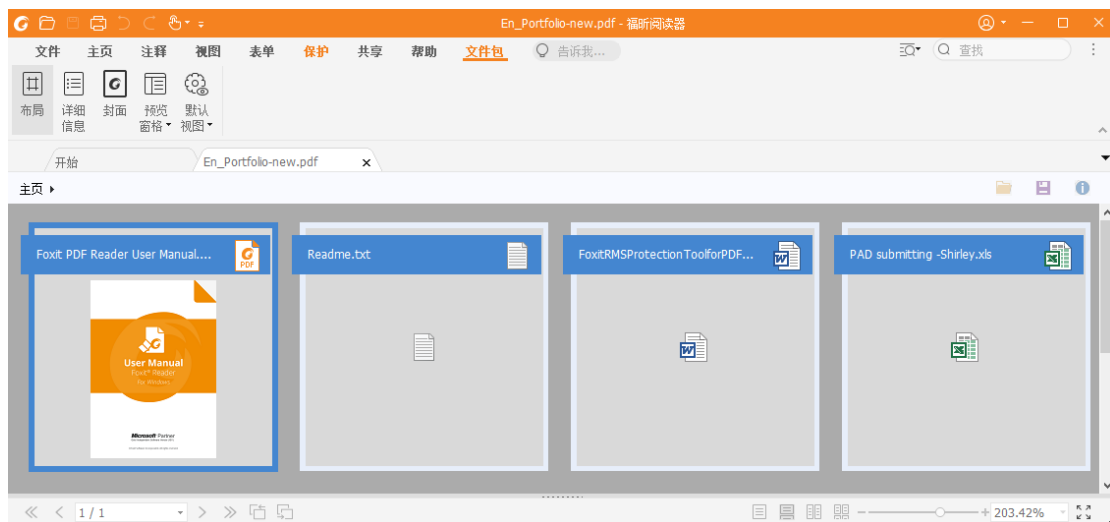 En_Portfolio-new.pdf - 福昕阅读器
文件 主页 注释 视图 表单 保护 共享 帮助 文件包 告诉我... 查找
布局 详细信息 封面 预览窗格 默认视图
开始 En_Portfolio-new.pdf
主页
Foxit PDF Reader User Manual....
PDF
Readme.txt
FoxitRMSProtectionToolforPDF...
PAD submitting -Shirley.xls
User Manual
Foxit® Reader
For Windows
Microsoft Partner
1 / 1
203.42%